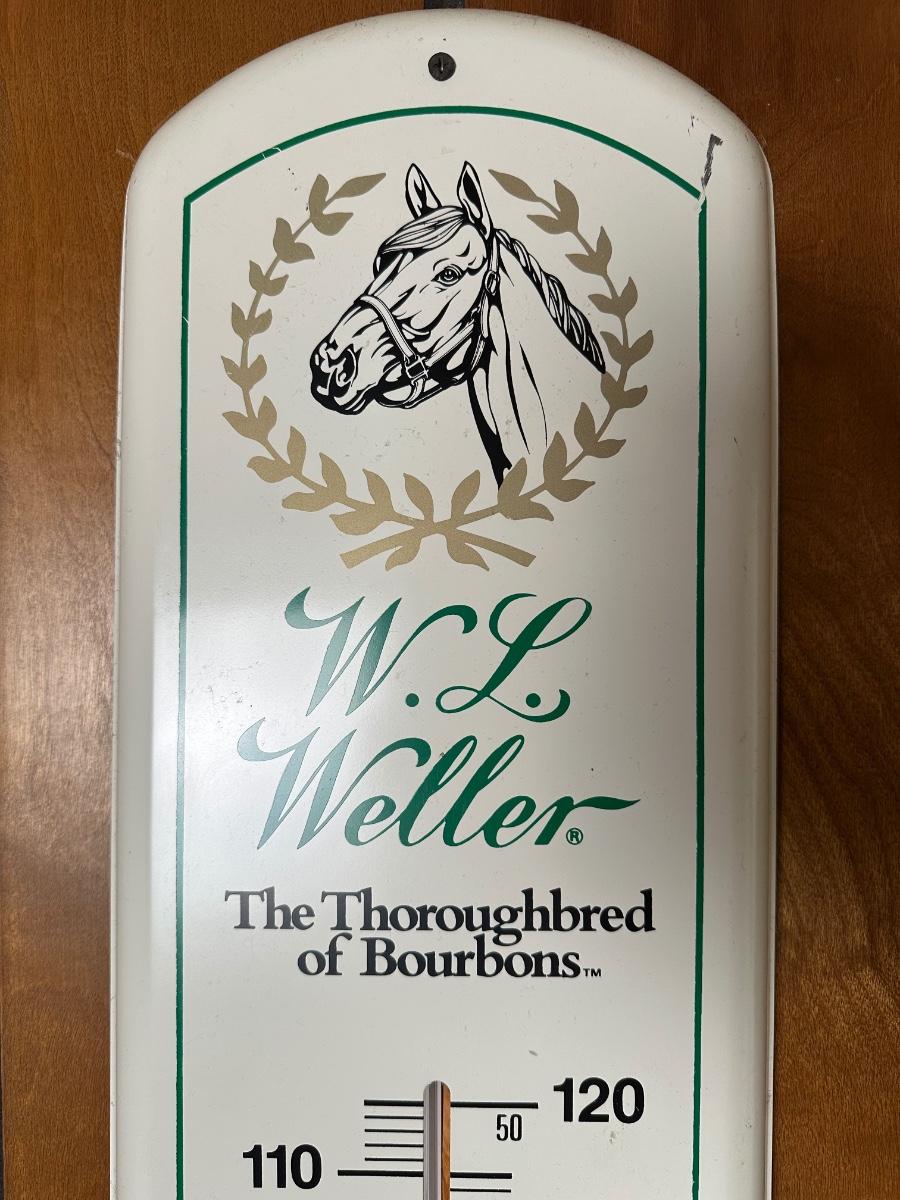 W. L.
Weller®
The Thoroughbred
of Bourbons™
120
50
110